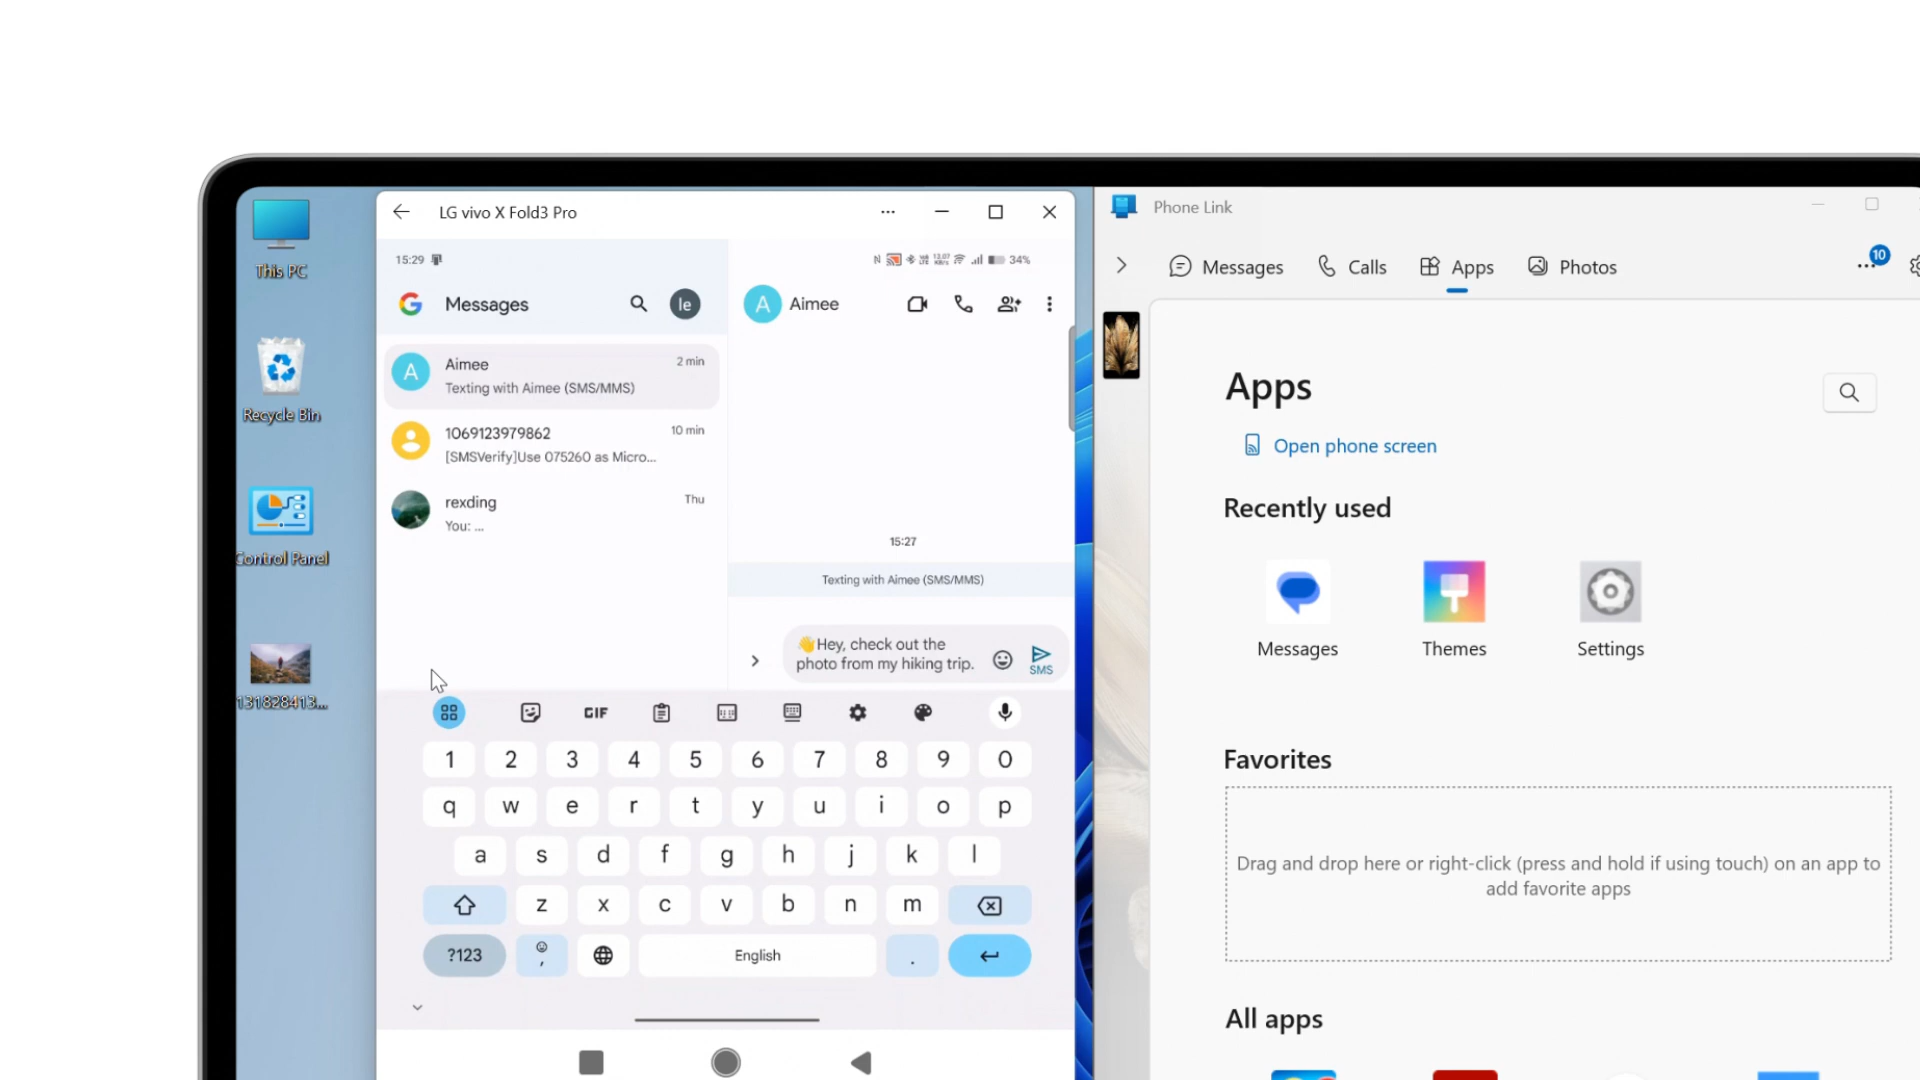 This PC
Recycle Bin
Control Panel
131828413...
LG vivo X Fold3 Pro
15:29
34%
Messages
le
A
Aimee
2 min
Texting with Aimee (SMS/MMS)
1069123979862
10 min
[SMSVerify]Use 075260 as Micro...
rexding
Thu
You: ...
A
Aimee
15:27
Texting with Aimee (SMS/MMS)
👋Hey, check out the
photo from my hiking trip.
SMS
GIF
1 2 3 4 5 6 7 8 9 0
q w e r t y u i o p
a s d f g h j k l
z x c v b n m
?123 , English .
Phone Link
Messages
Calls
Apps
Photos
10
Apps
Open phone screen
Recently used
Messages
Themes
Settings
Favorites
Drag and drop here or right-click (press and hold if using touch) on an app to
add favorite apps
All apps